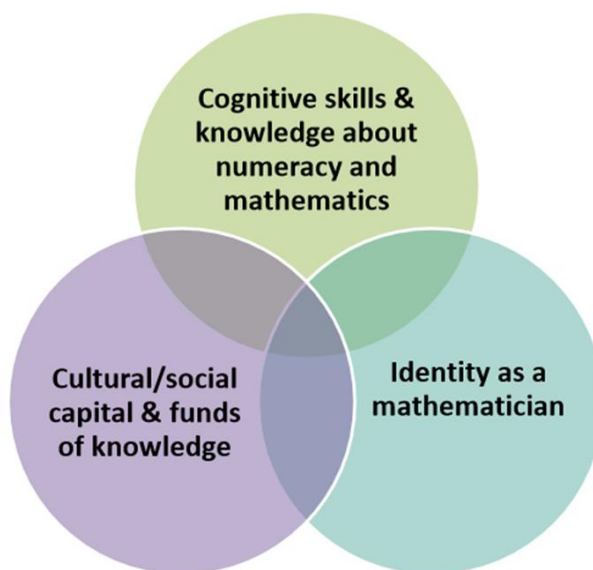 Cognitive skills &
knowledge about
numeracy and
mathematics
Cultural/social
capital & funds
of knowledge
Identity as a
mathematician